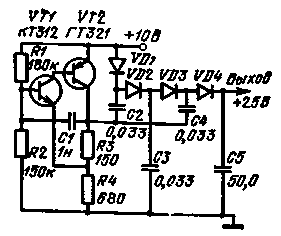 VT1 VT2
КТ312 ГТ321
+10В
R1
180к
VD1
VD2 VD3 VD4 Выход
+25В
C1
1н
C2
0,033
C4
0,033
R2
150к
R3
150
C3
0,033
C5
50,0
R4
680